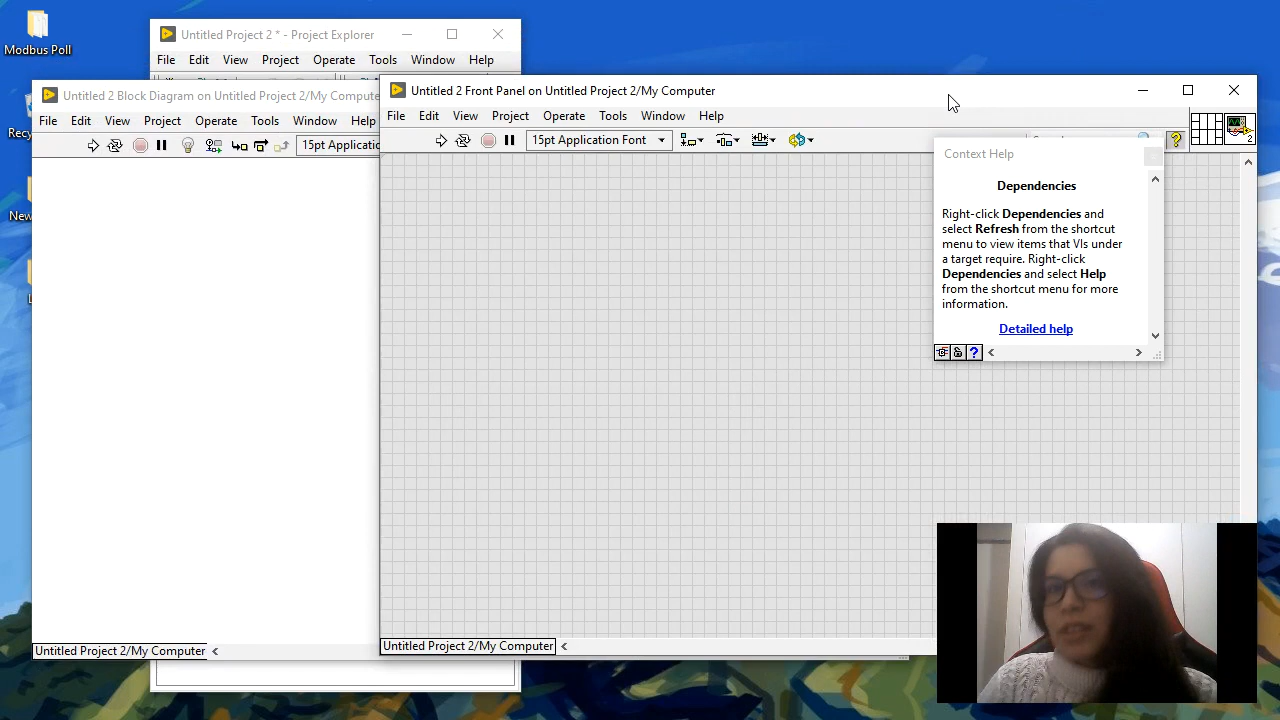 Modbus Poll
Untitled Project 2 * - Project Explorer
File Edit View Project Operate Tools Window Help
Untitled 2 Block Diagram on Untitled Project 2/My Compute
File Edit View Project Operate Tools Window Help
15pt Applicatio
Untitled 2 Front Panel on Untitled Project 2/My Computer
File Edit View Project Operate Tools Window Help
15pt Application Font
2
Context Help
Dependencies
Right-click Dependencies and
select Refresh from the shortcut
menu to view items that VIs under
a target require. Right-click
Dependencies and select Help
from the shortcut menu for more
information.
Detailed help
Recy
New
Untitled Project 2/My Computer
Untitled Project 2/My Computer